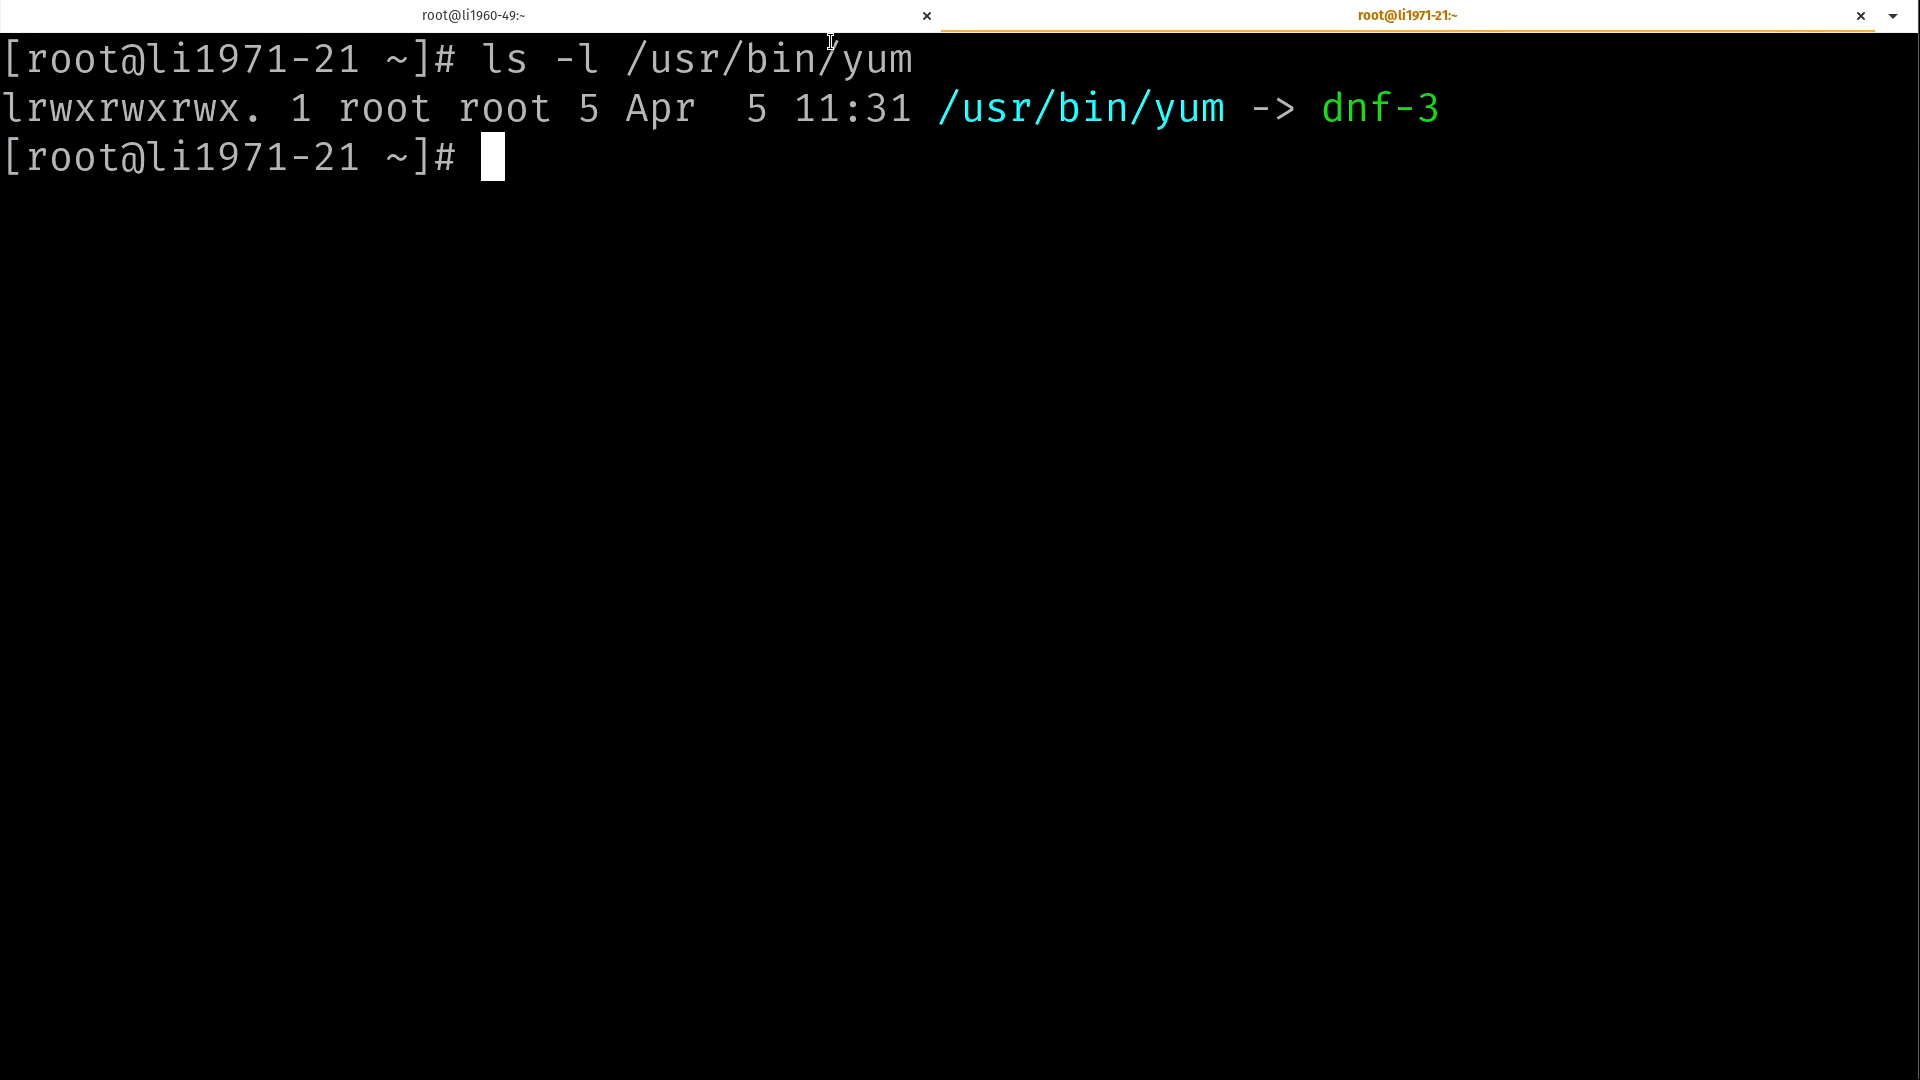 root@li1960-49:~ × root@li1971-21:~ ×
[root@li1971-21 ~]# ls -l /usr/bin/yum
lrwxrwxrwx. 1 root root 5 Apr  5 11:31 /usr/bin/yum -> dnf-3
[root@li1971-21 ~]#